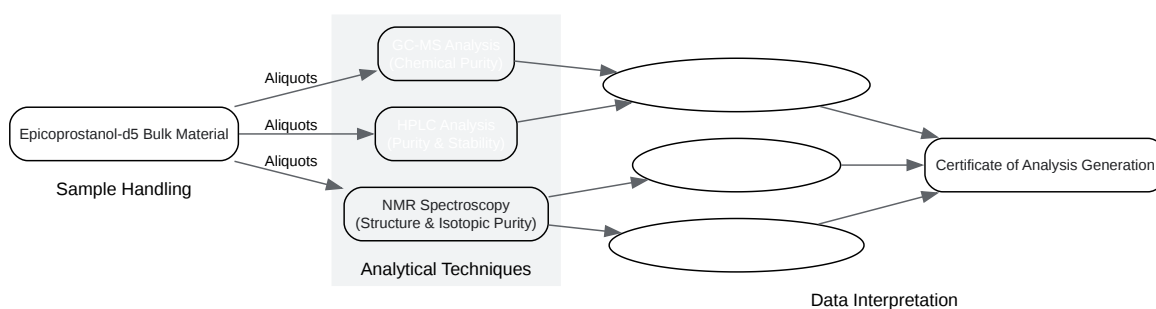 GC-MS Analysis
(Chemical Purity)
Aliquots
Epicoprostanol-d5 Bulk Material
Aliquots
HPLC Analysis
(Purity & Stability)
Aliquots
Certificate of Analysis Generation
Sample Handling
NMR Spectroscopy
(Structure & Isotopic Purity)
Analytical Techniques
Data Interpretation